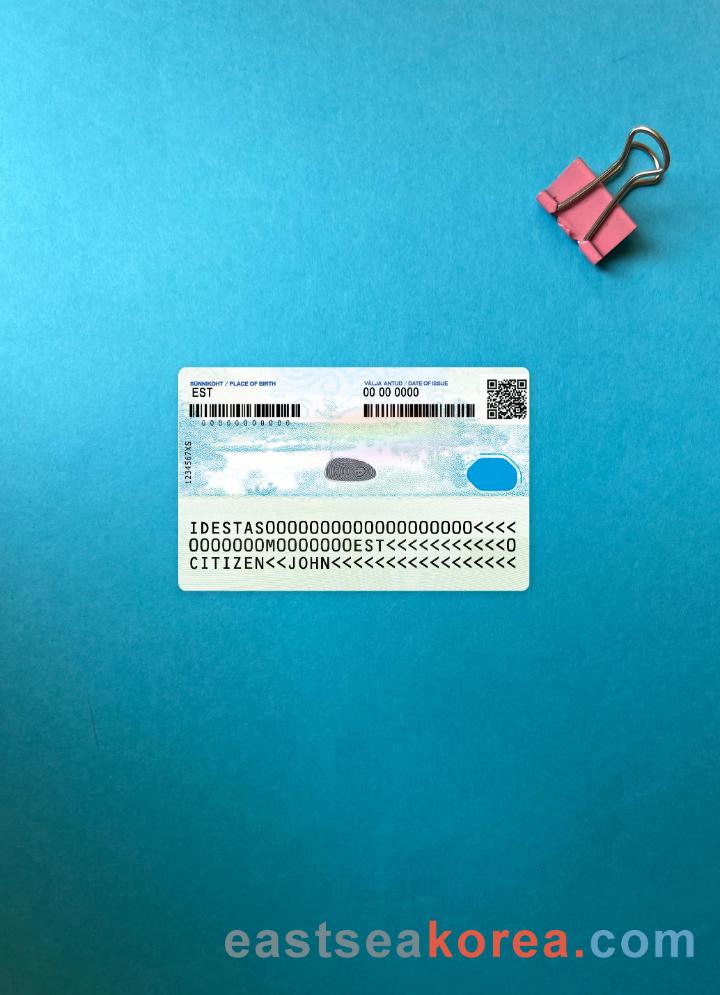 SÜNNIKOHT / PLACE OF BIRTH
EST
VÄLJA ANTUD / DATE OF ISSUE
00 00 0000
00000000000
1234567XS
IDESTAS0000000000000000000<<<<
0000000M0000000EST<<<<<<<<<<<0
CITIZEN<<JOHN<<<<<<<<<<<<<<<<<
eastseakorea.com